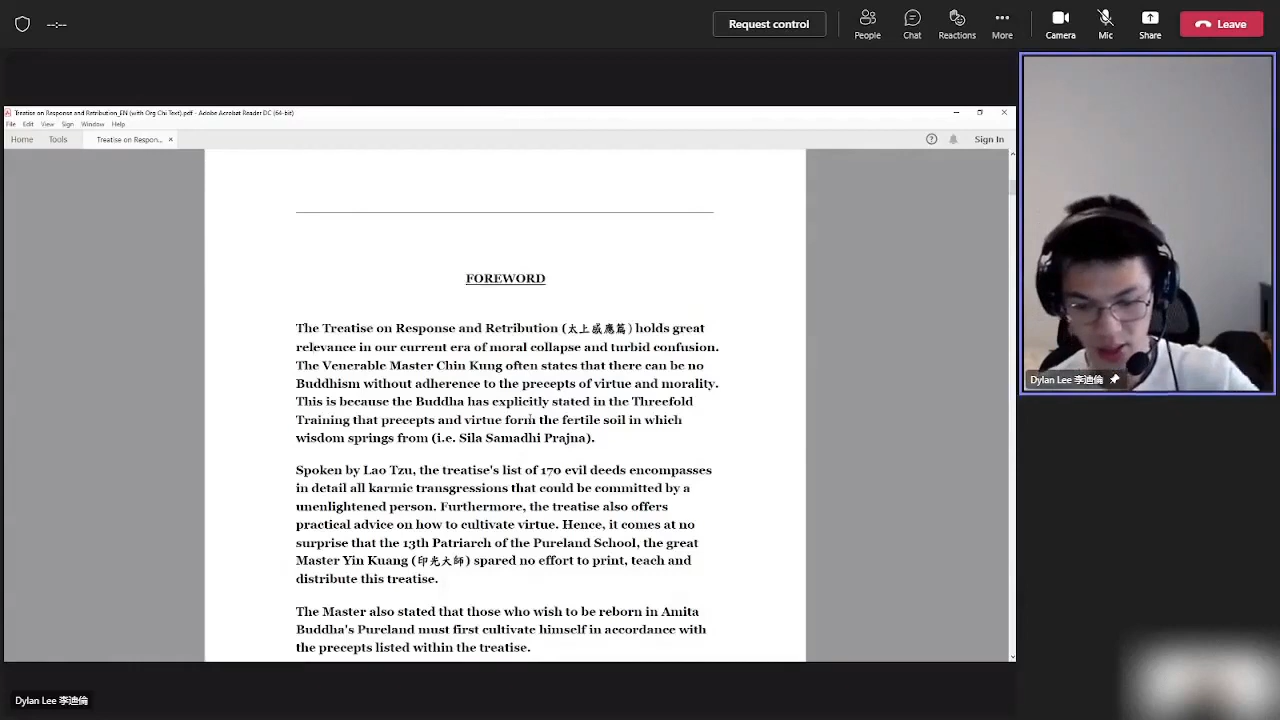 --:--
Request control
People
Chat
Reactions
More
Camera
Mic
Share
Leave
Treatise on Response and Retribution_EN (with Org Chi Text).pdf - Adobe Acrobat Reader DC (64-bit)
File Edit View Sign Window Help
Home Tools Treatise on Respon... × Sign In
FOREWORD
The Treatise on Response and Retribution (太上感應篇) holds great
relevance in our current era of moral collapse and turbid confusion.
The Venerable Master Chin Kung often states that there can be no
Buddhism without adherence to the precepts of virtue and morality.
This is because the Buddha has explicitly stated in the Threefold
Training that precepts and virtue form the fertile soil in which
wisdom springs from (i.e. Sila Samadhi Prajna).
Spoken by Lao Tzu, the treatise's list of 170 evil deeds encompasses
in detail all karmic transgressions that could be committed by a
unenlightened person. Furthermore, the treatise also offers
practical advice on how to cultivate virtue. Hence, it comes at no
surprise that the 13th Patriarch of the Pureland School, the great
Master Yin Kuang (印光大師) spared no effort to print, teach and
distribute this treatise.
The Master also stated that those who wish to be reborn in Amita
Buddha's Pureland must first cultivate himself in accordance with
the precepts listed within the treatise.
Dylan Lee 李迪倫
Dylan Lee 李迪倫